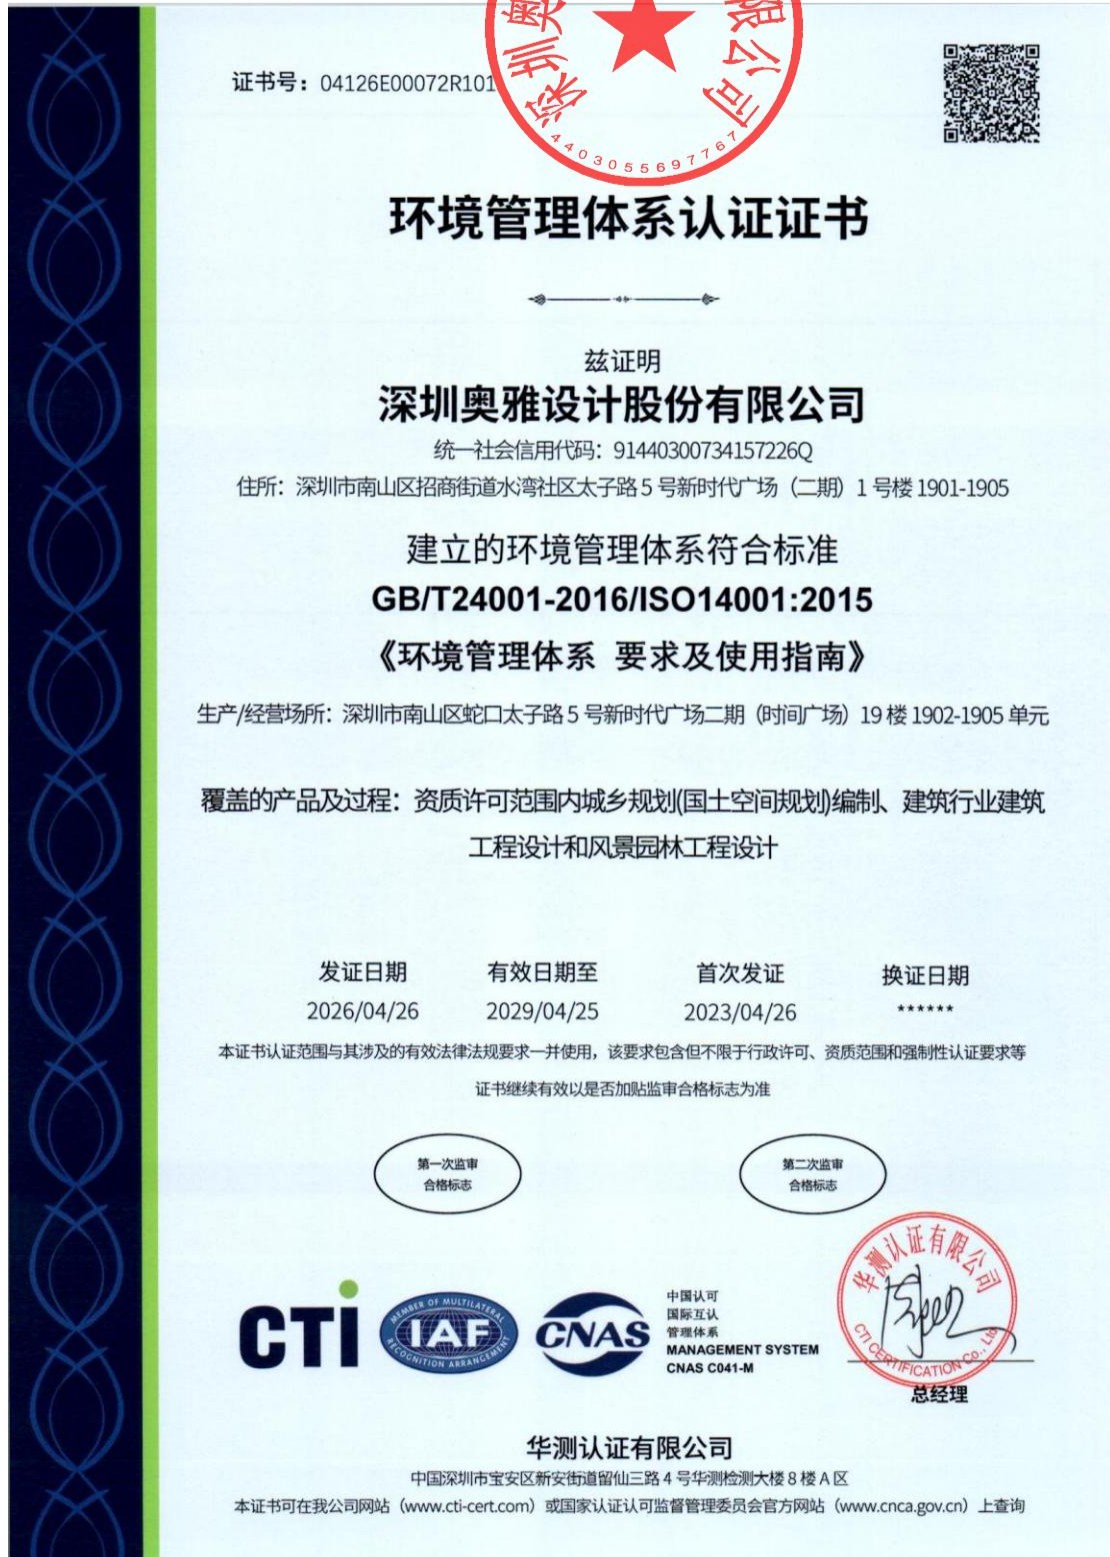 深圳奥
限公司
4403055697767
证书号：04126E00072R101
环境管理体系认证证书
兹证明
深圳奥雅设计股份有限公司
统一社会信用代码：91440300734157226Q
住所：深圳市南山区招商街道水湾社区太子路5号新时代广场（二期）1号楼1901-1905
建立的环境管理体系符合标准
GB/T24001-2016/ISO14001:2015
《环境管理体系 要求及使用指南》
生产/经营场所：深圳市南山区蛇口太子路5号新时代广场二期（时间广场）19楼1902-1905单元
覆盖的产品及过程：资质许可范围内城乡规划(国土空间规划)编制、建筑行业建筑
工程设计和风景园林工程设计
发证日期 有效日期至 首次发证 换证日期
2026/04/26 2029/04/25 2023/04/26 ******
本证书认证范围与其涉及的有效法律法规要求一并使用，该要求包含但不限于行政许可、资质范围和强制性认证要求等
证书继续有效以是否加贴监审合格标志为准
第一次监审
合格标志
第二次监审
合格标志
CTI
MEMBER OF MULTILATERAL
IAF
RECOGNITION ARRANGEMENT
CNAS
中国认可
国际互认
管理体系
MANAGEMENT SYSTEM
CNAS C041-M
华测认证有限公司
CTI CERTIFICATION Co., Ltd
总经理
华测认证有限公司
中国深圳市宝安区新安街道留仙三路4号华测检测大楼8楼A区
本证书可在我公司网站（www.cti-cert.com）或国家认证认可监督管理委员会官方网站（www.cnca.gov.cn）上查询